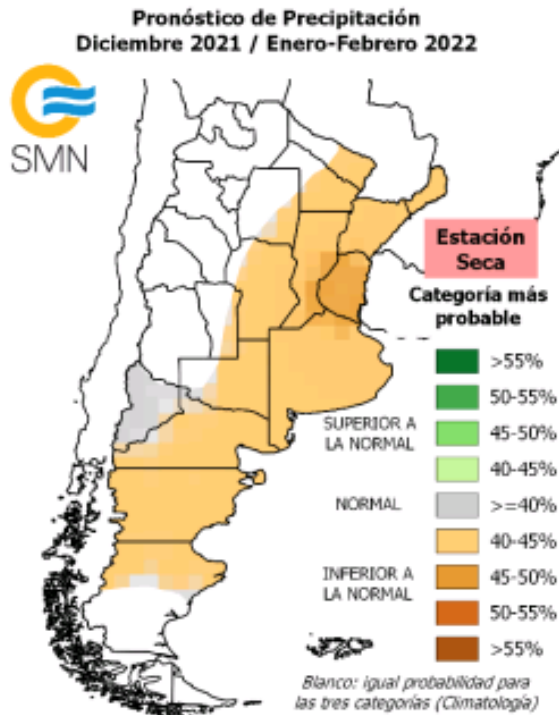 Pronóstico de Precipitación
Diciembre 2021 / Enero-Febrero 2022
SMN
Estación
Seca
Categoría más
probable
>55%
50-55%
SUPERIOR A
LA NORMAL
45-50%
40-45%
NORMAL
>=40%
40-45%
INFERIOR A
LA NORMAL
45-50%
50-55%
>55%
Blanco: igual probabilidad para
las tres categorías (Climatología)